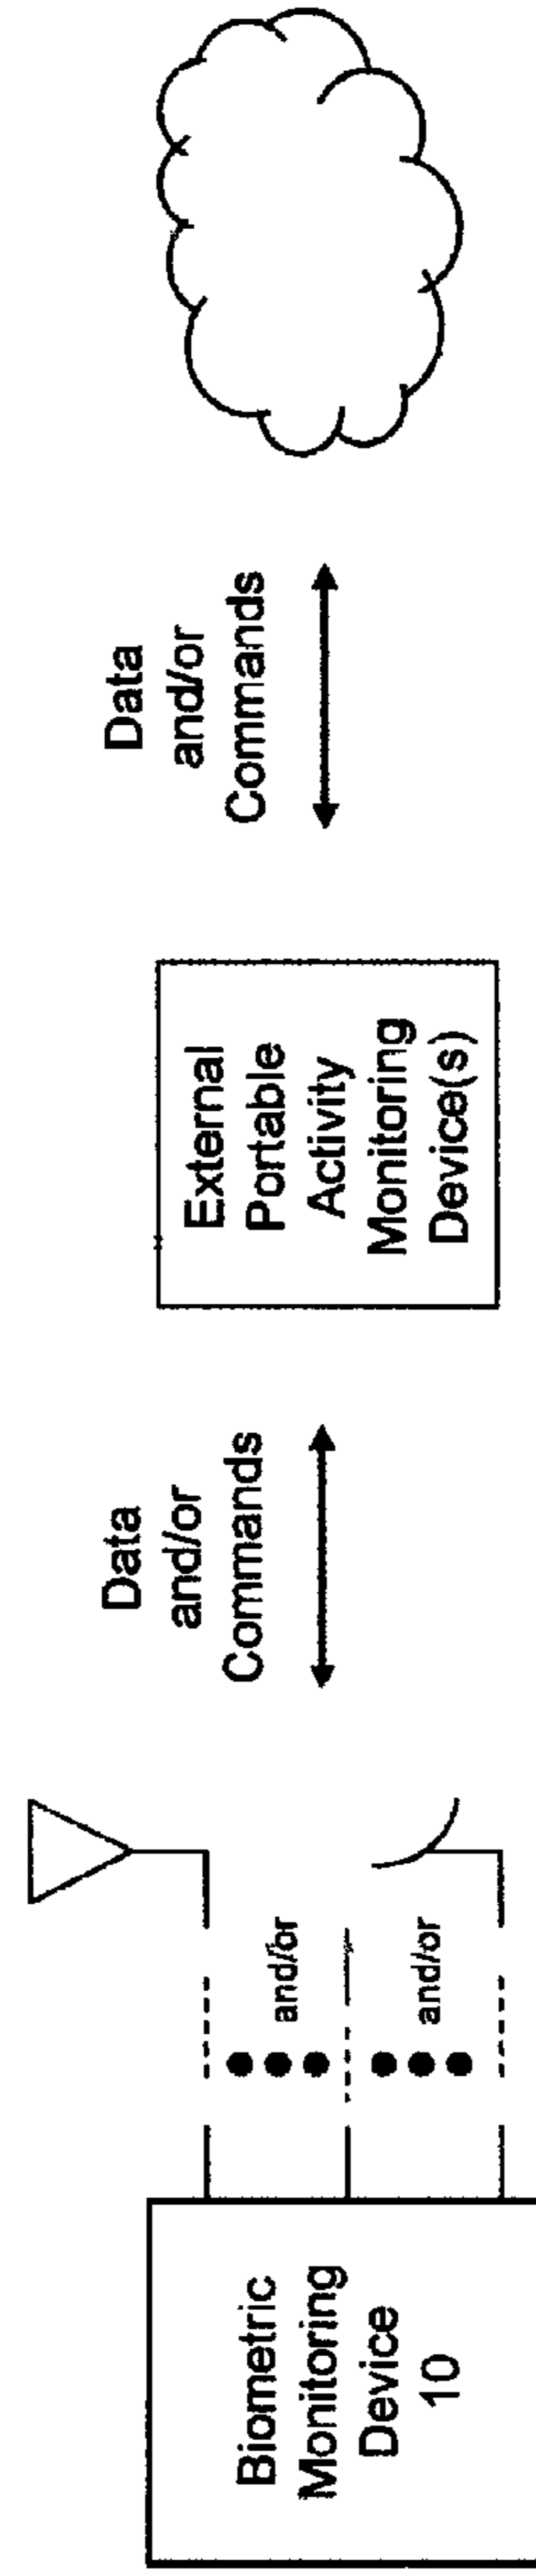 Biometric
Monitoring
Device
10
and/or
and/or
Data
and/or
Commands
External
Portable
Activity
Monitoring
Device(s)
Data
and/or
Commands